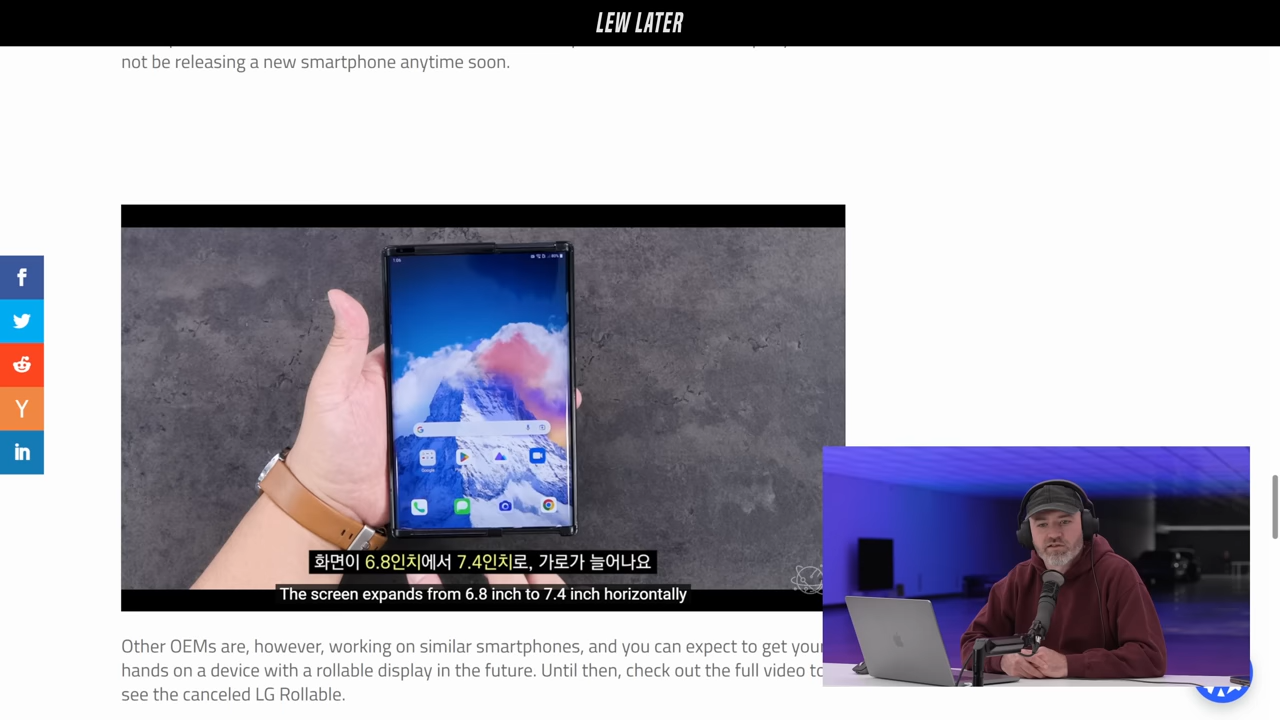 LEW LATER
not be releasing a new smartphone anytime soon.
f
Y
in
화면이 6.8인치에서 7.4인치로, 가로가 늘어나요
The screen expands from 6.8 inch to 7.4 inch horizontally
Other OEMs are, however, working on similar smartphones, and you can expect to get your
hands on a device with a rollable display in the future. Until then, check out the full video to
see the canceled LG Rollable.